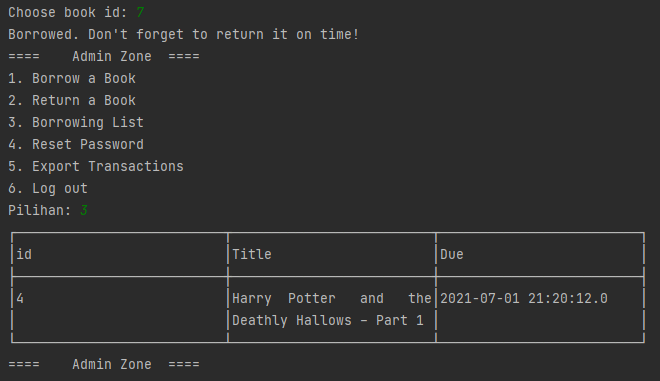 Choose book id: 7
Borrowed. Don't forget to return it on time!
====    Admin Zone  ====
1. Borrow a Book
2. Return a Book
3. Borrowing List
4. Reset Password
5. Export Transactions
6. Log out
Pilihan: 3
id Title Due
4 Harry Potter and the 2021-07-01 21:20:12.0
Deathly Hallows – Part 1
====    Admin Zone  ====